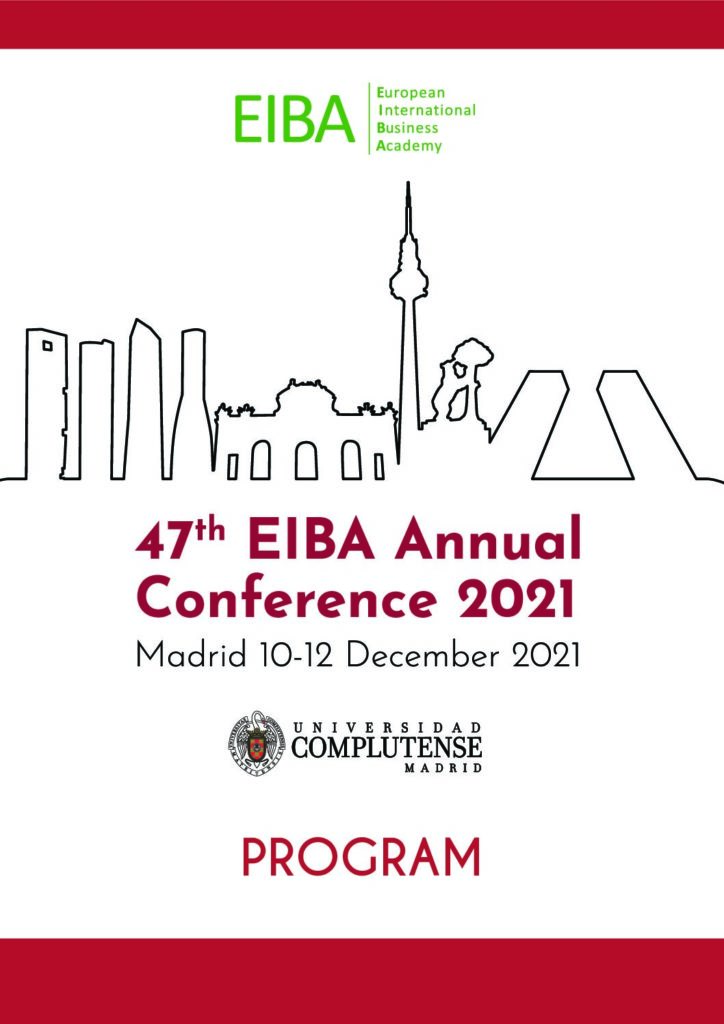 EIBA
European
International
Business
Academy
47th EIBA Annual
Conference 2021
Madrid 10-12 December 2021
UNIVERSIDAD
COMPLUTENSE
MADRID
PROGRAM